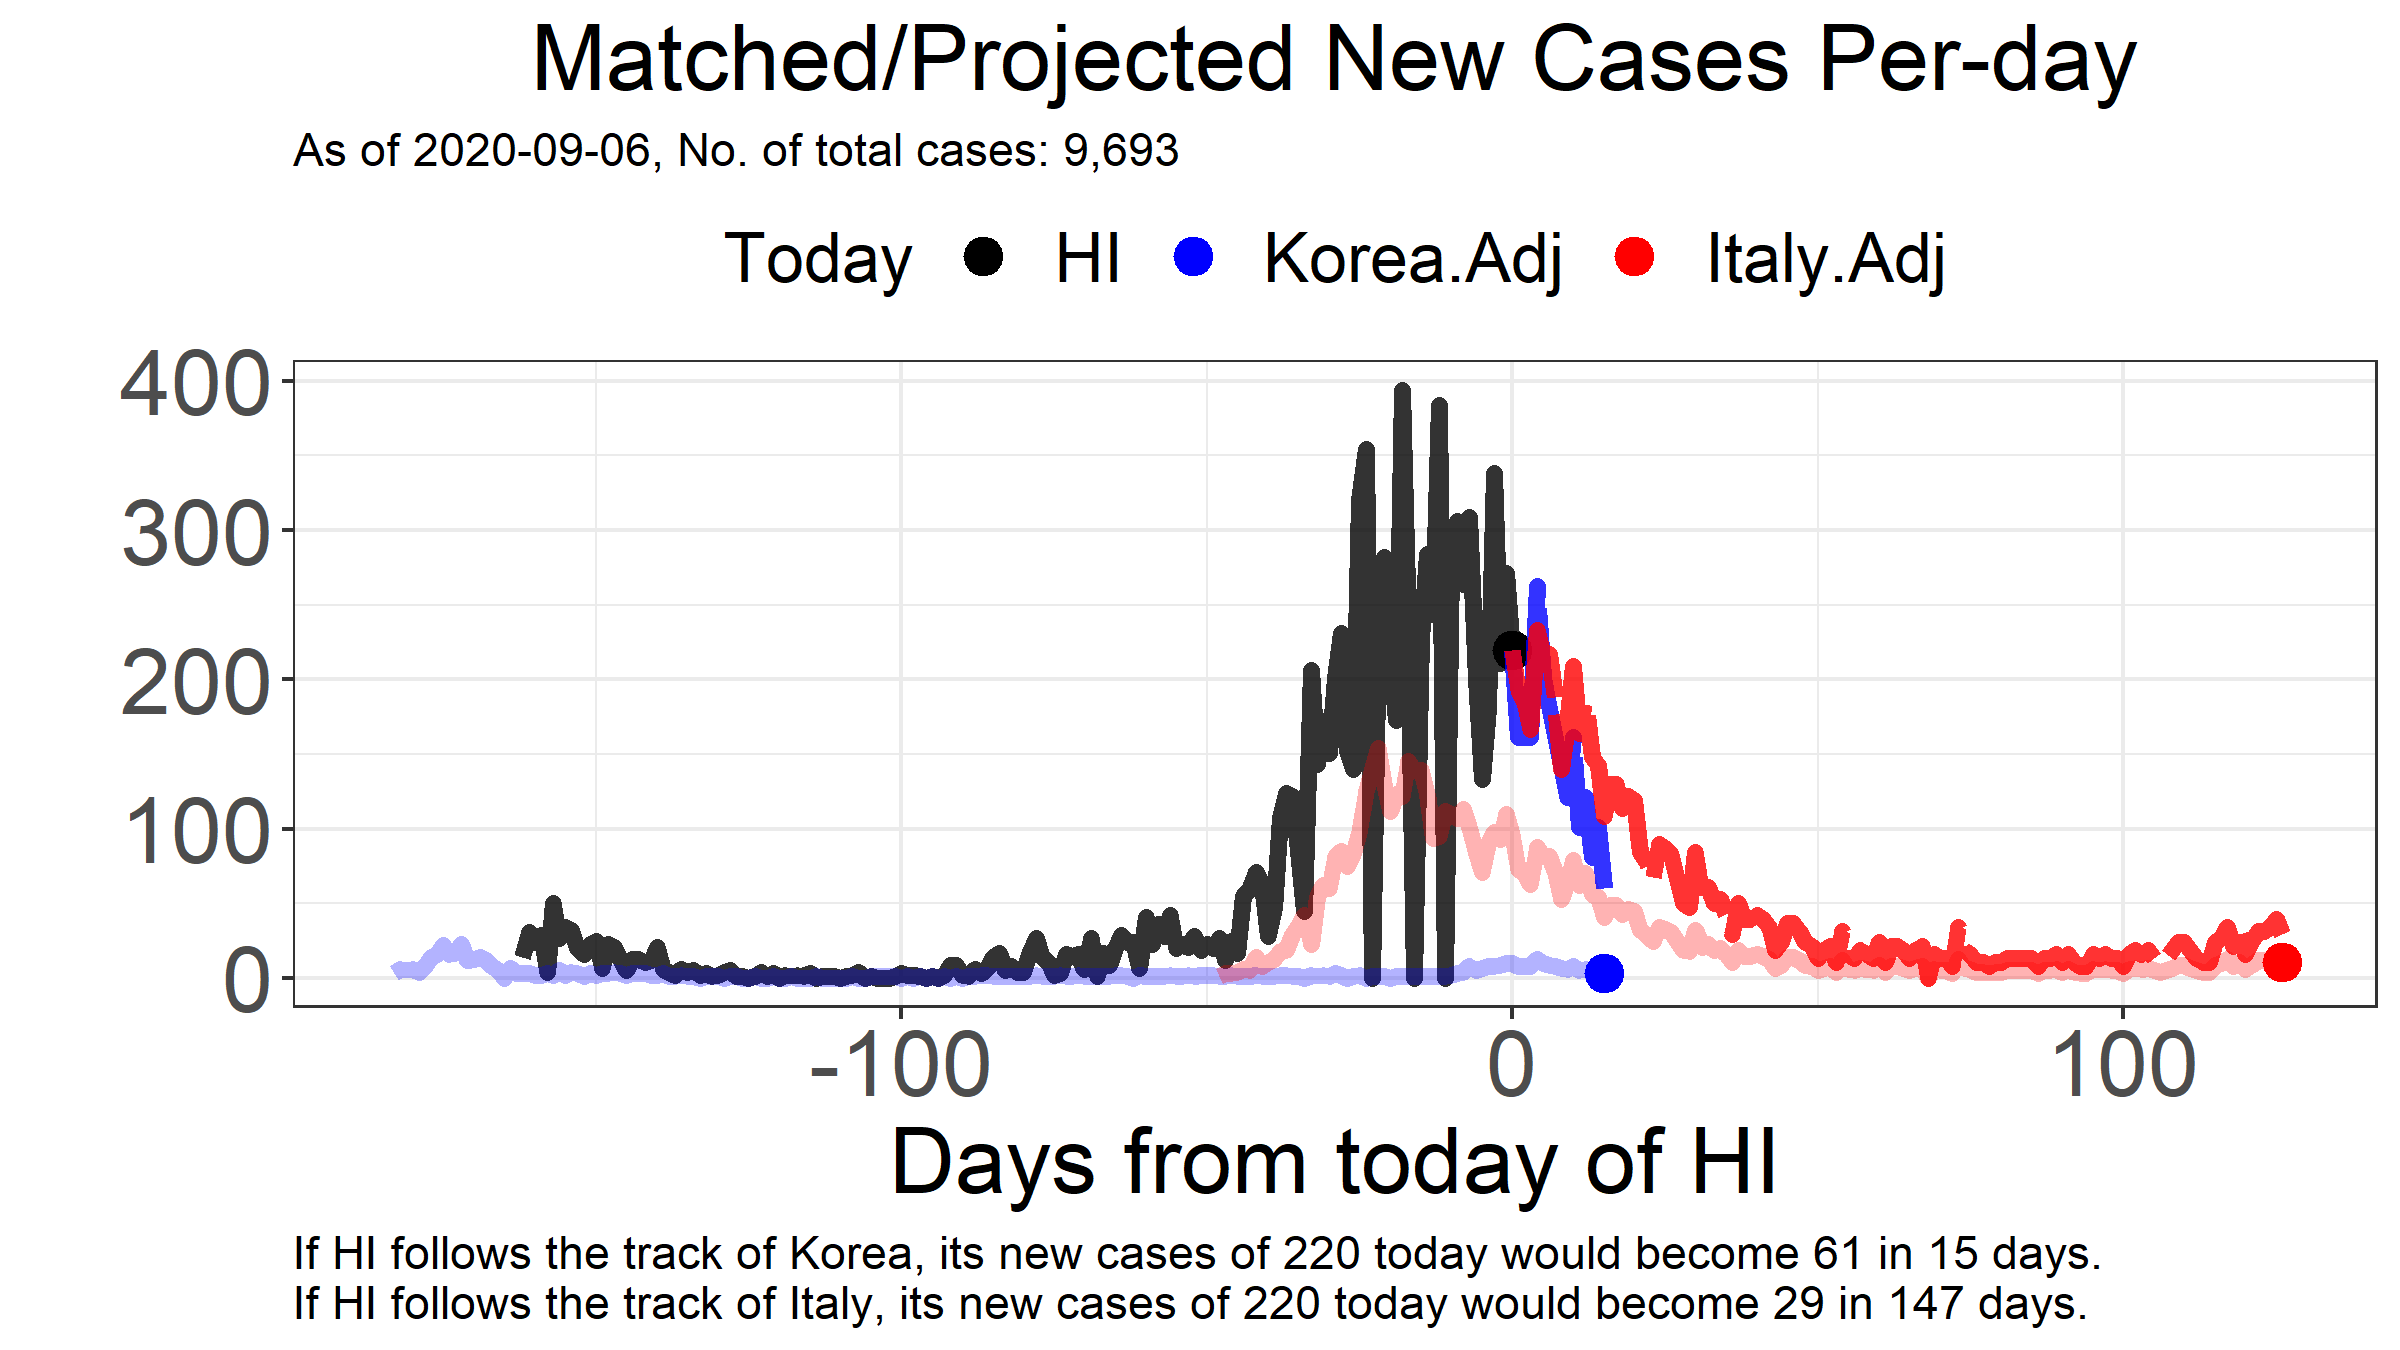 Matched/Projected New Cases Per-day
As of 2020-09-06, No. of total cases: 9,693
Today HI Korea.Adj Italy.Adj
400
300
200
100
0
-100 0 100
Days from today of HI
If HI follows the track of Korea, its new cases of 220 today would become 61 in 15 days.
If HI follows the track of Italy, its new cases of 220 today would become 29 in 147 days.